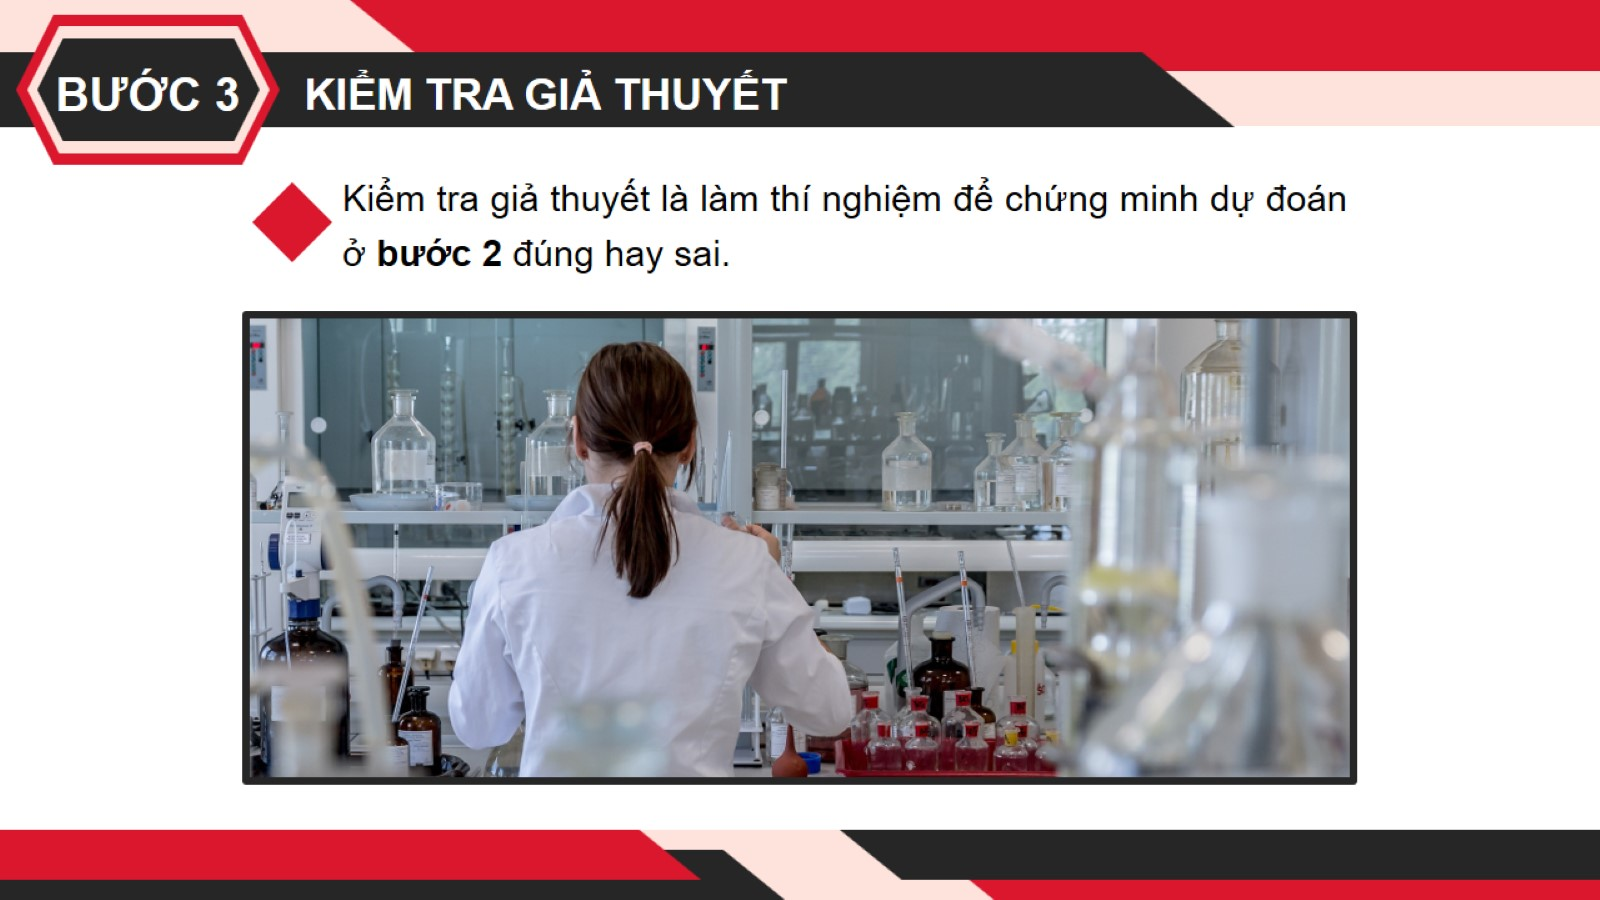 BƯỚC 3
KIỂM TRA GIẢ THUYẾT
Kiểm tra giả thuyết là làm thí nghiệm để chứng minh dự đoán
ở bước 2 đúng hay sai.